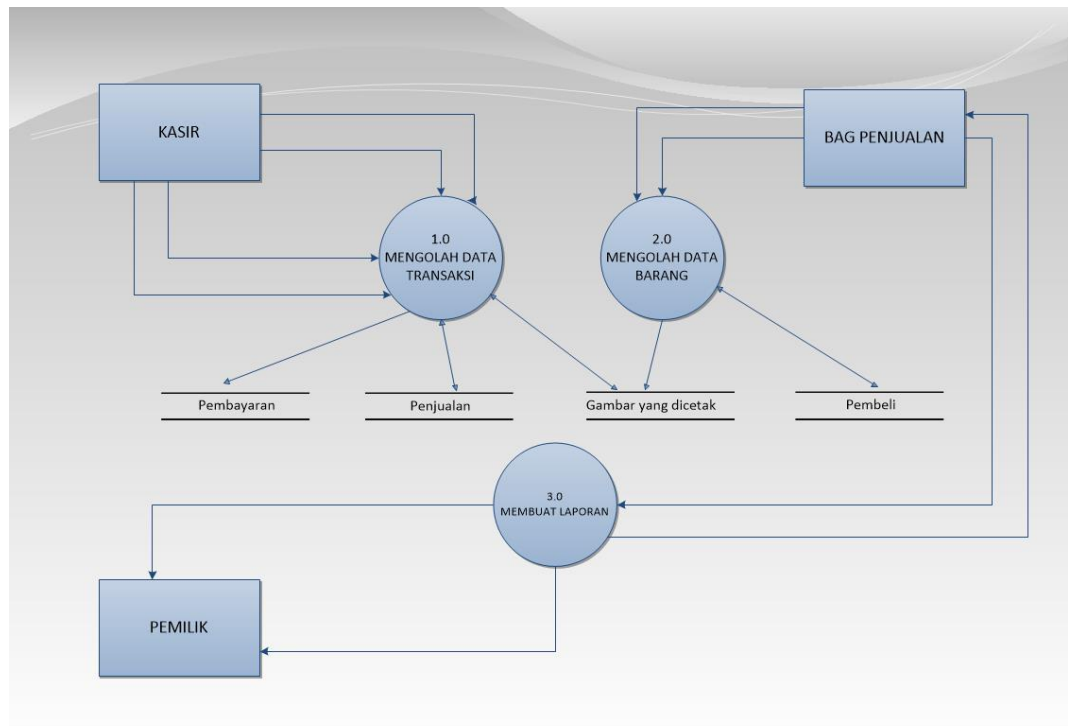 KASIR
BAG PENJUALAN
1.0
MENGOLAH DATA
TRANSAKSI
2.0
MENGOLAH DATA
BARANG
Pembayaran
Penjualan
Gambar yang dicetak
Pembeli
3.0
MEMBUAT LAPORAN
PEMILIK